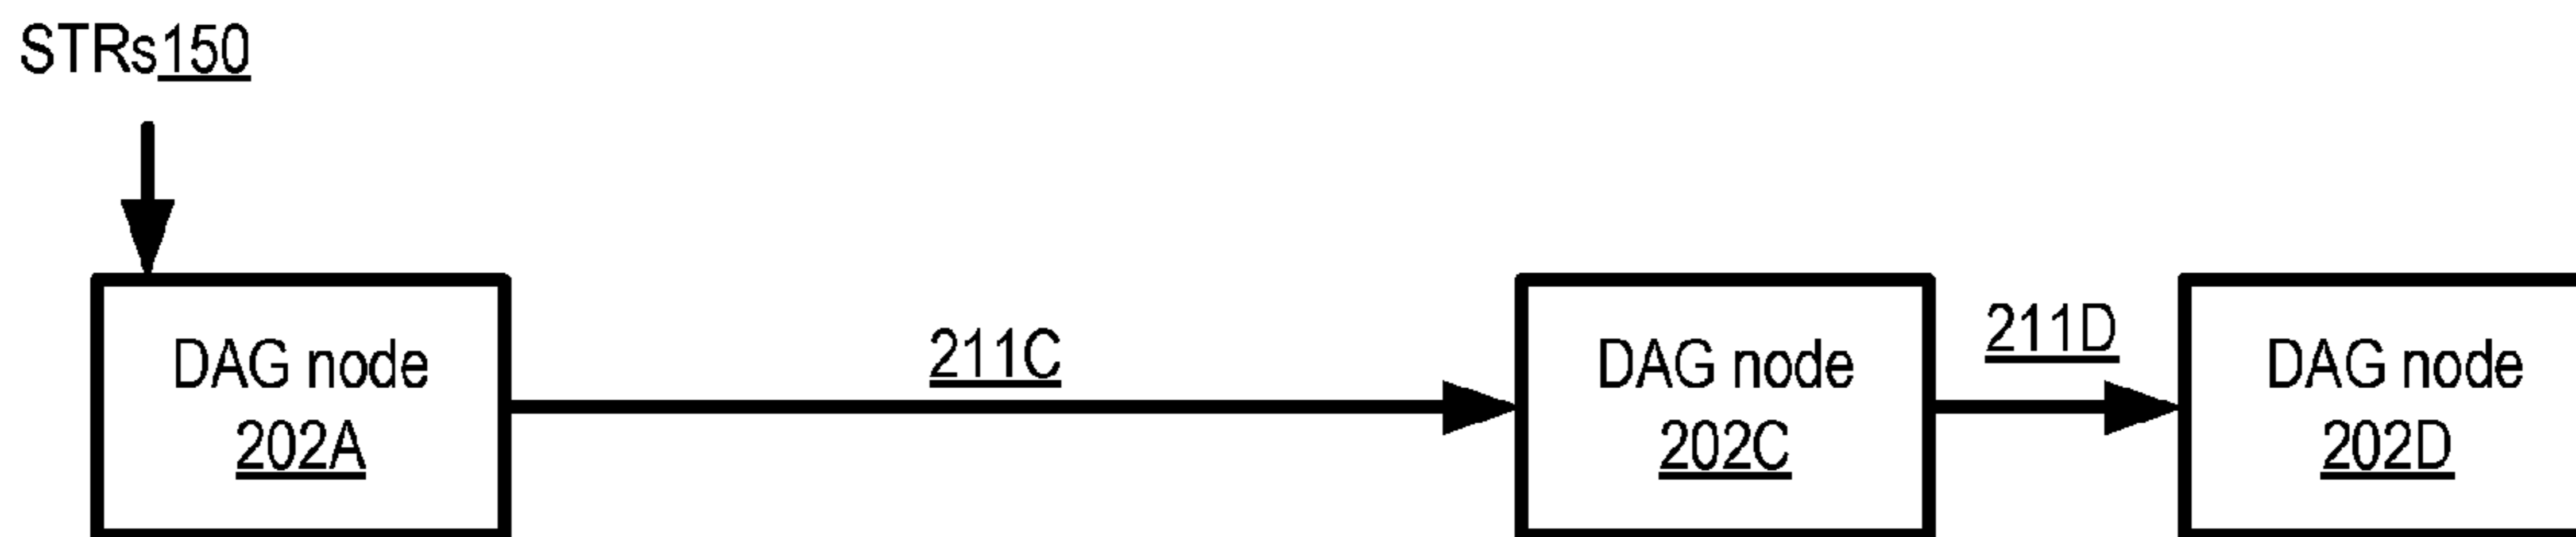 STRs150
211C
211D
DAG node
202A
DAG node
202C
DAG node
202D